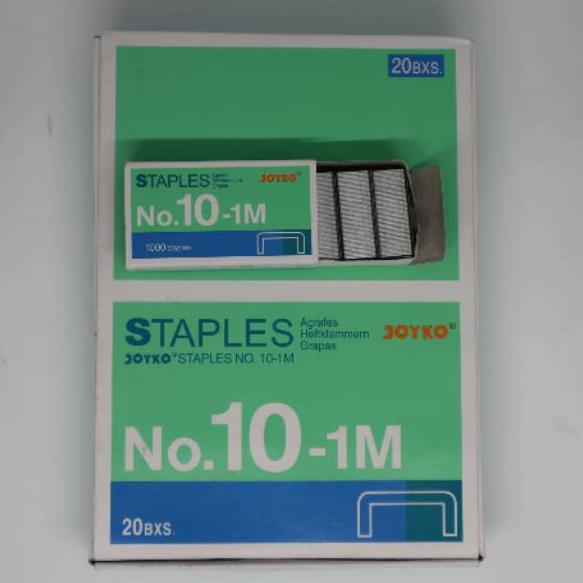 20BXS.
STAPLES
JOYKO®
No.10-1M
1000 staples
STAPLES
Agrafes
Heftklammern
Grapas
JOYKO®
JOYKO® STAPLES NO. 10-1M
No.10-1M
20BXS.